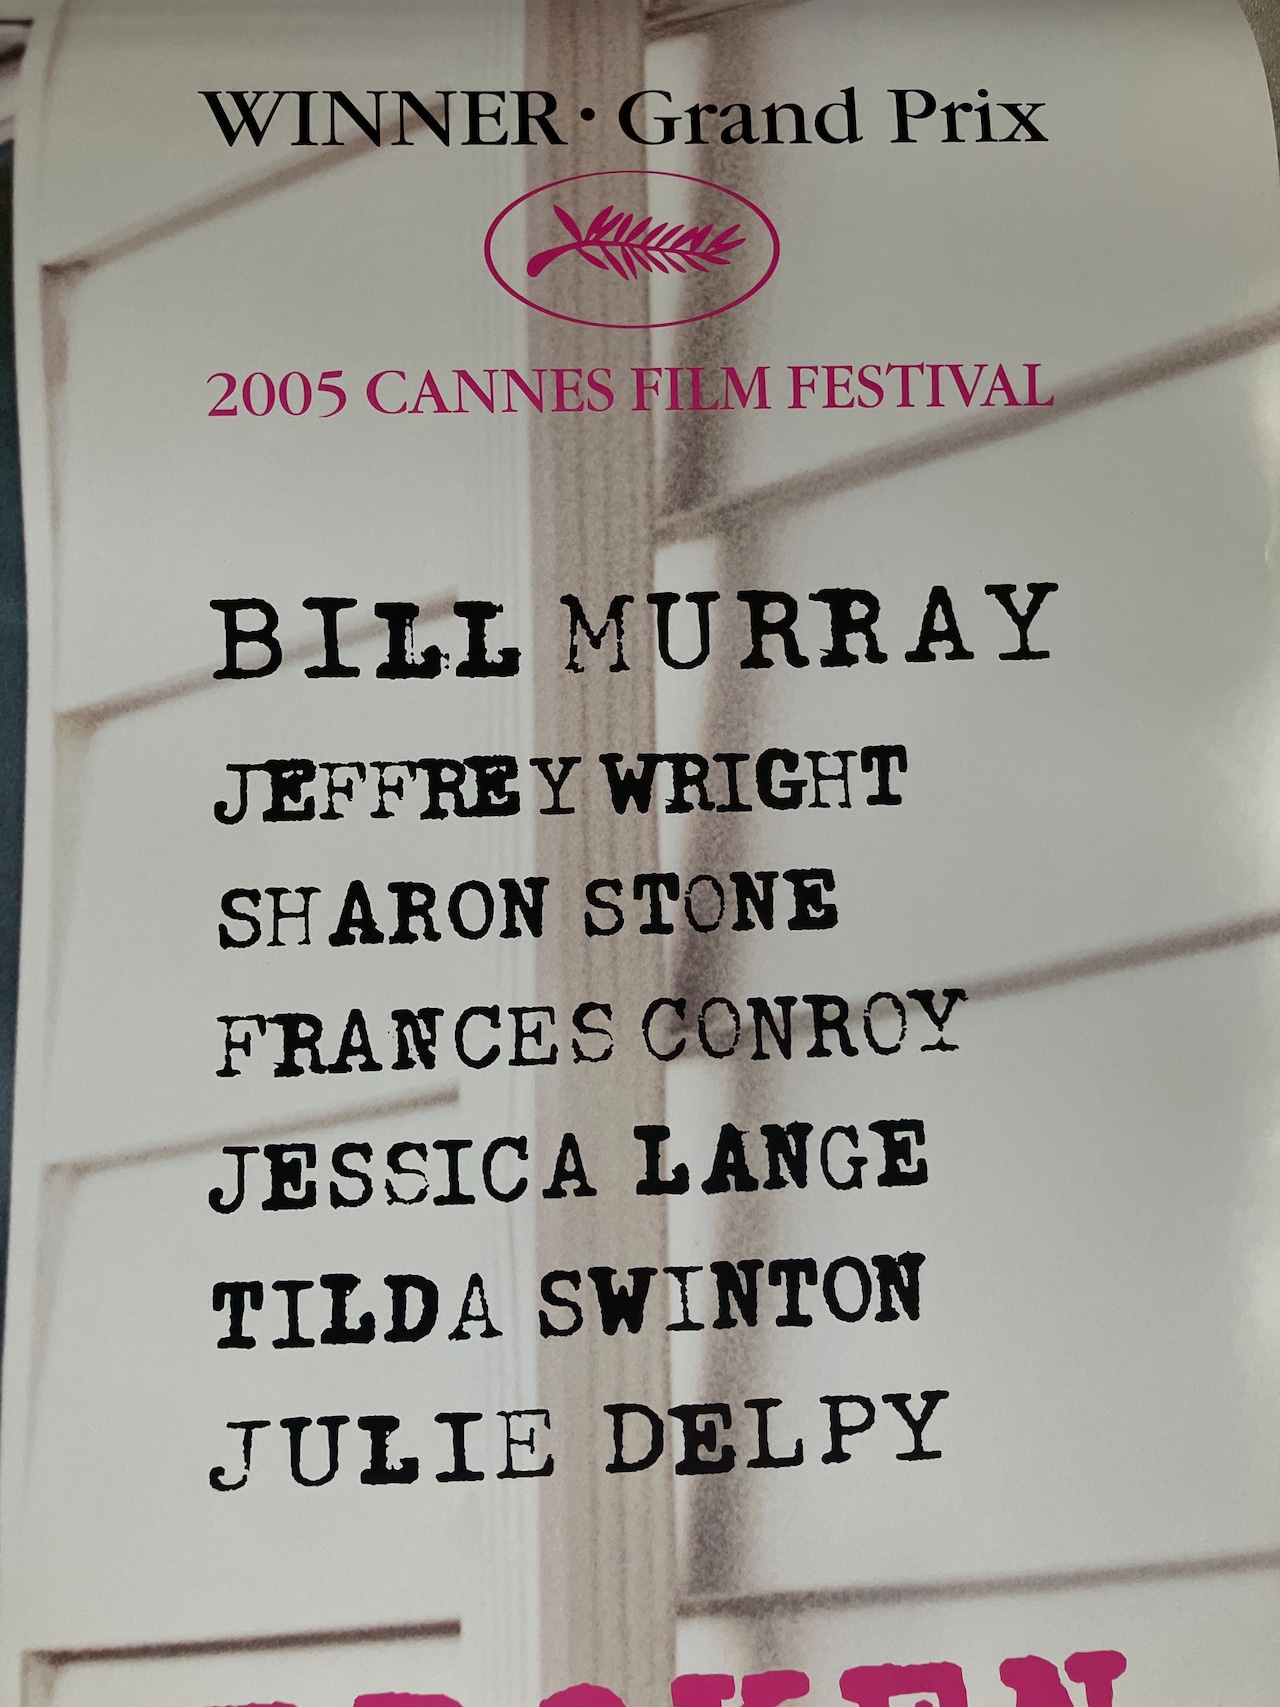 WINNER · Grand Prix
2005 CANNES FILM FESTIVAL
BILL MURRAY
JEFFREY WRIGHT
SHARON STONE
FRANCES CONROY
JESSICA LANGE
TILDA SWINTON
JULIE DELPY
BROKEN